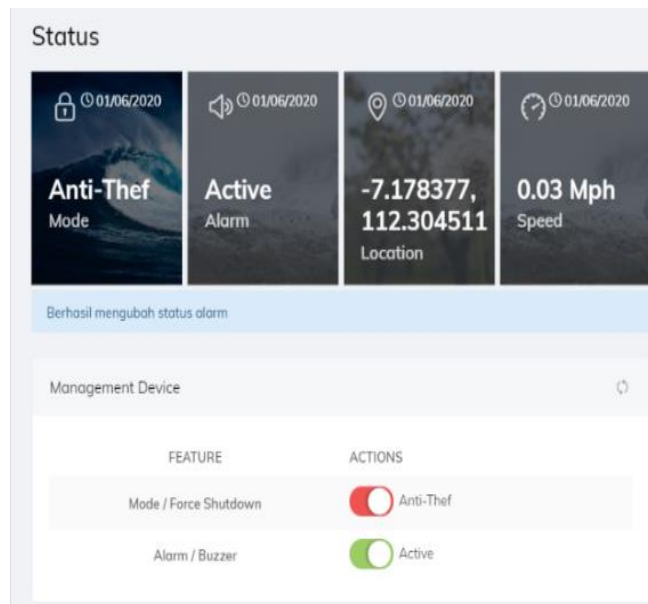 Status
01/06/2020
Anti-Thef
Mode
01/06/2020
Active
Alarm
01/06/2020
-7.178377,
112.304511
Location
01/06/2020
0.03 Mph
Speed
Berhasil mengubah status alarm
Management Device
FEATURE ACTIONS
Mode / Force Shutdown Anti-Thef
Alarm / Buzzer Active